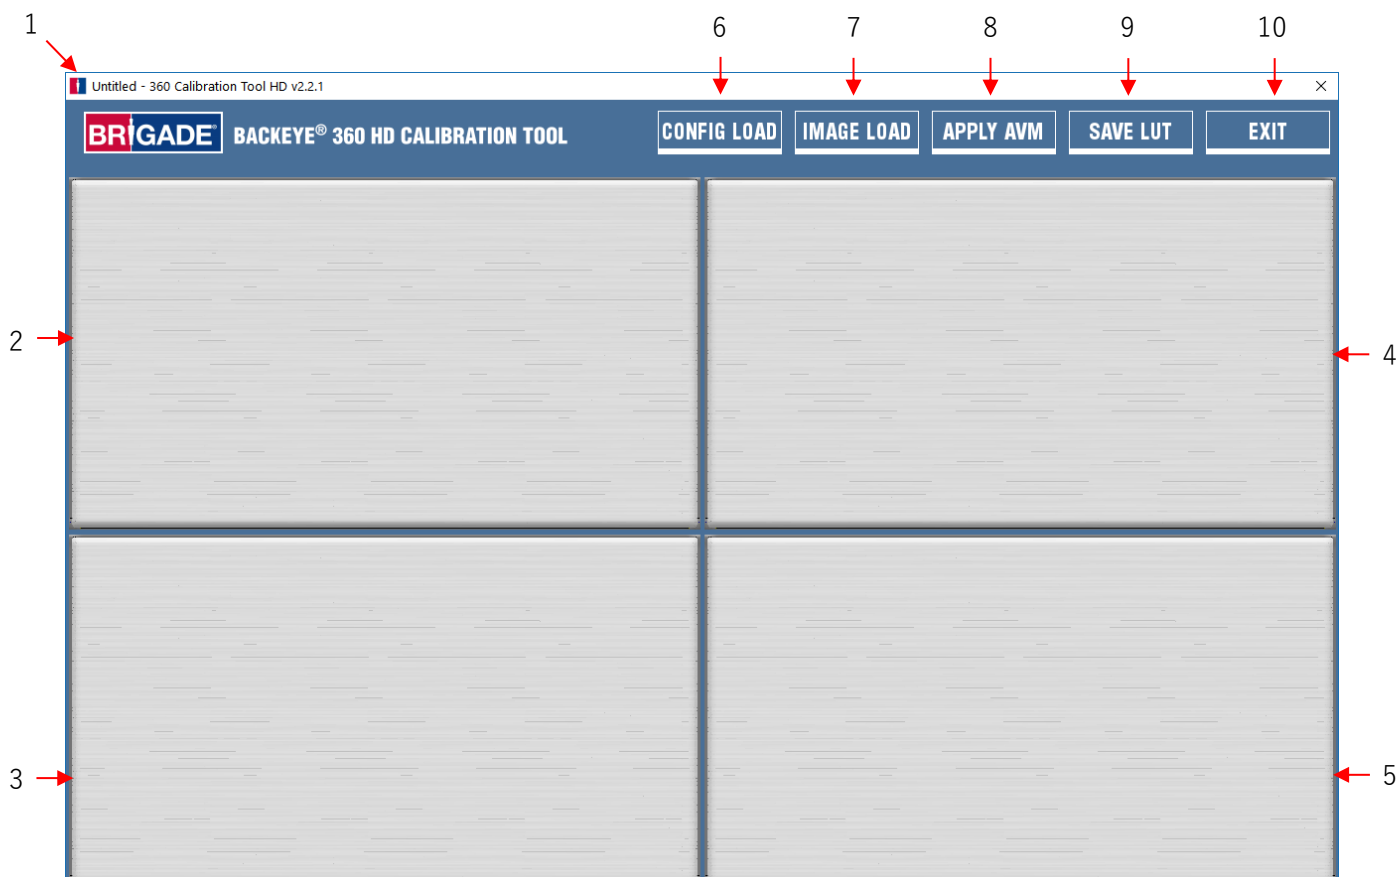 1
6
7
8
9
10
Untitled - 360 Calibration Tool HD v2.2.1
BRIGADE® BACKEYE® 360 HD CALIBRATION TOOL
CONFIG LOAD
IMAGE LOAD
APPLY AVM
SAVE LUT
EXIT
2
4
3
5